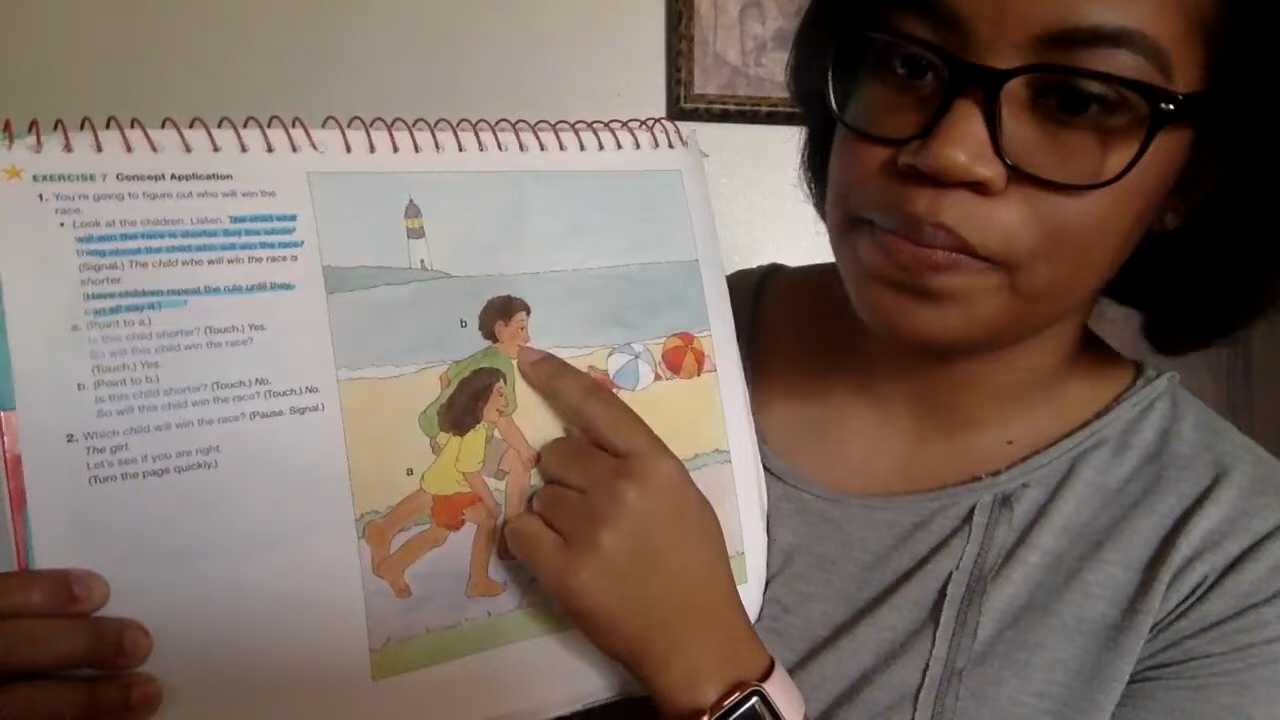 EXERCISE 7 Concept Application
1. You're going to figure out who will win the
race.
• Look at the children. Listen. The child who
will win the race is shorter. Say the whole
thing about the child who will win the race?
(Signal.) The child who will win the race is
shorter.
(Have children repeat the rule until they
can all say it.)
a. (Point to a.)
Is this child shorter? (Touch.) Yes.
So will this child win the race?
(Touch.) Yes.
b. (Point to b.)
Is this child shorter? (Touch.) No.
So will this child win the race? (Touch.) No.
2. Which child will win the race? (Pause. Signal.)
The girl.
Let's see if you are right.
(Turn the page quickly.)
b
a